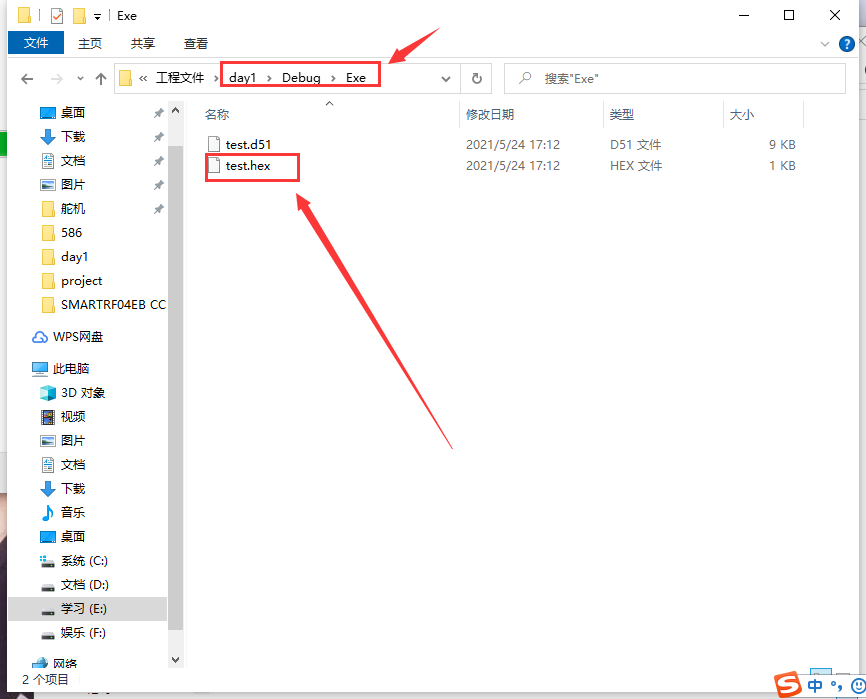 Exe
文件 主页 共享 查看
« 工程文件 › day1 › Debug › Exe
搜索"Exe"
名称 修改日期 类型 大小
test.d51 2021/5/24 17:12 D51 文件 9 KB
test.hex 2021/5/24 17:12 HEX 文件 1 KB
桌面
下载
文档
图片
舵机
586
day1
project
SMARTRF04EB CC
WPS网盘
此电脑
3D 对象
视频
图片
文档
下载
音乐
桌面
系统 (C:)
文档 (D:)
学习 (E:)
娱乐 (F:)
网络
2 个项目
S 中 °,